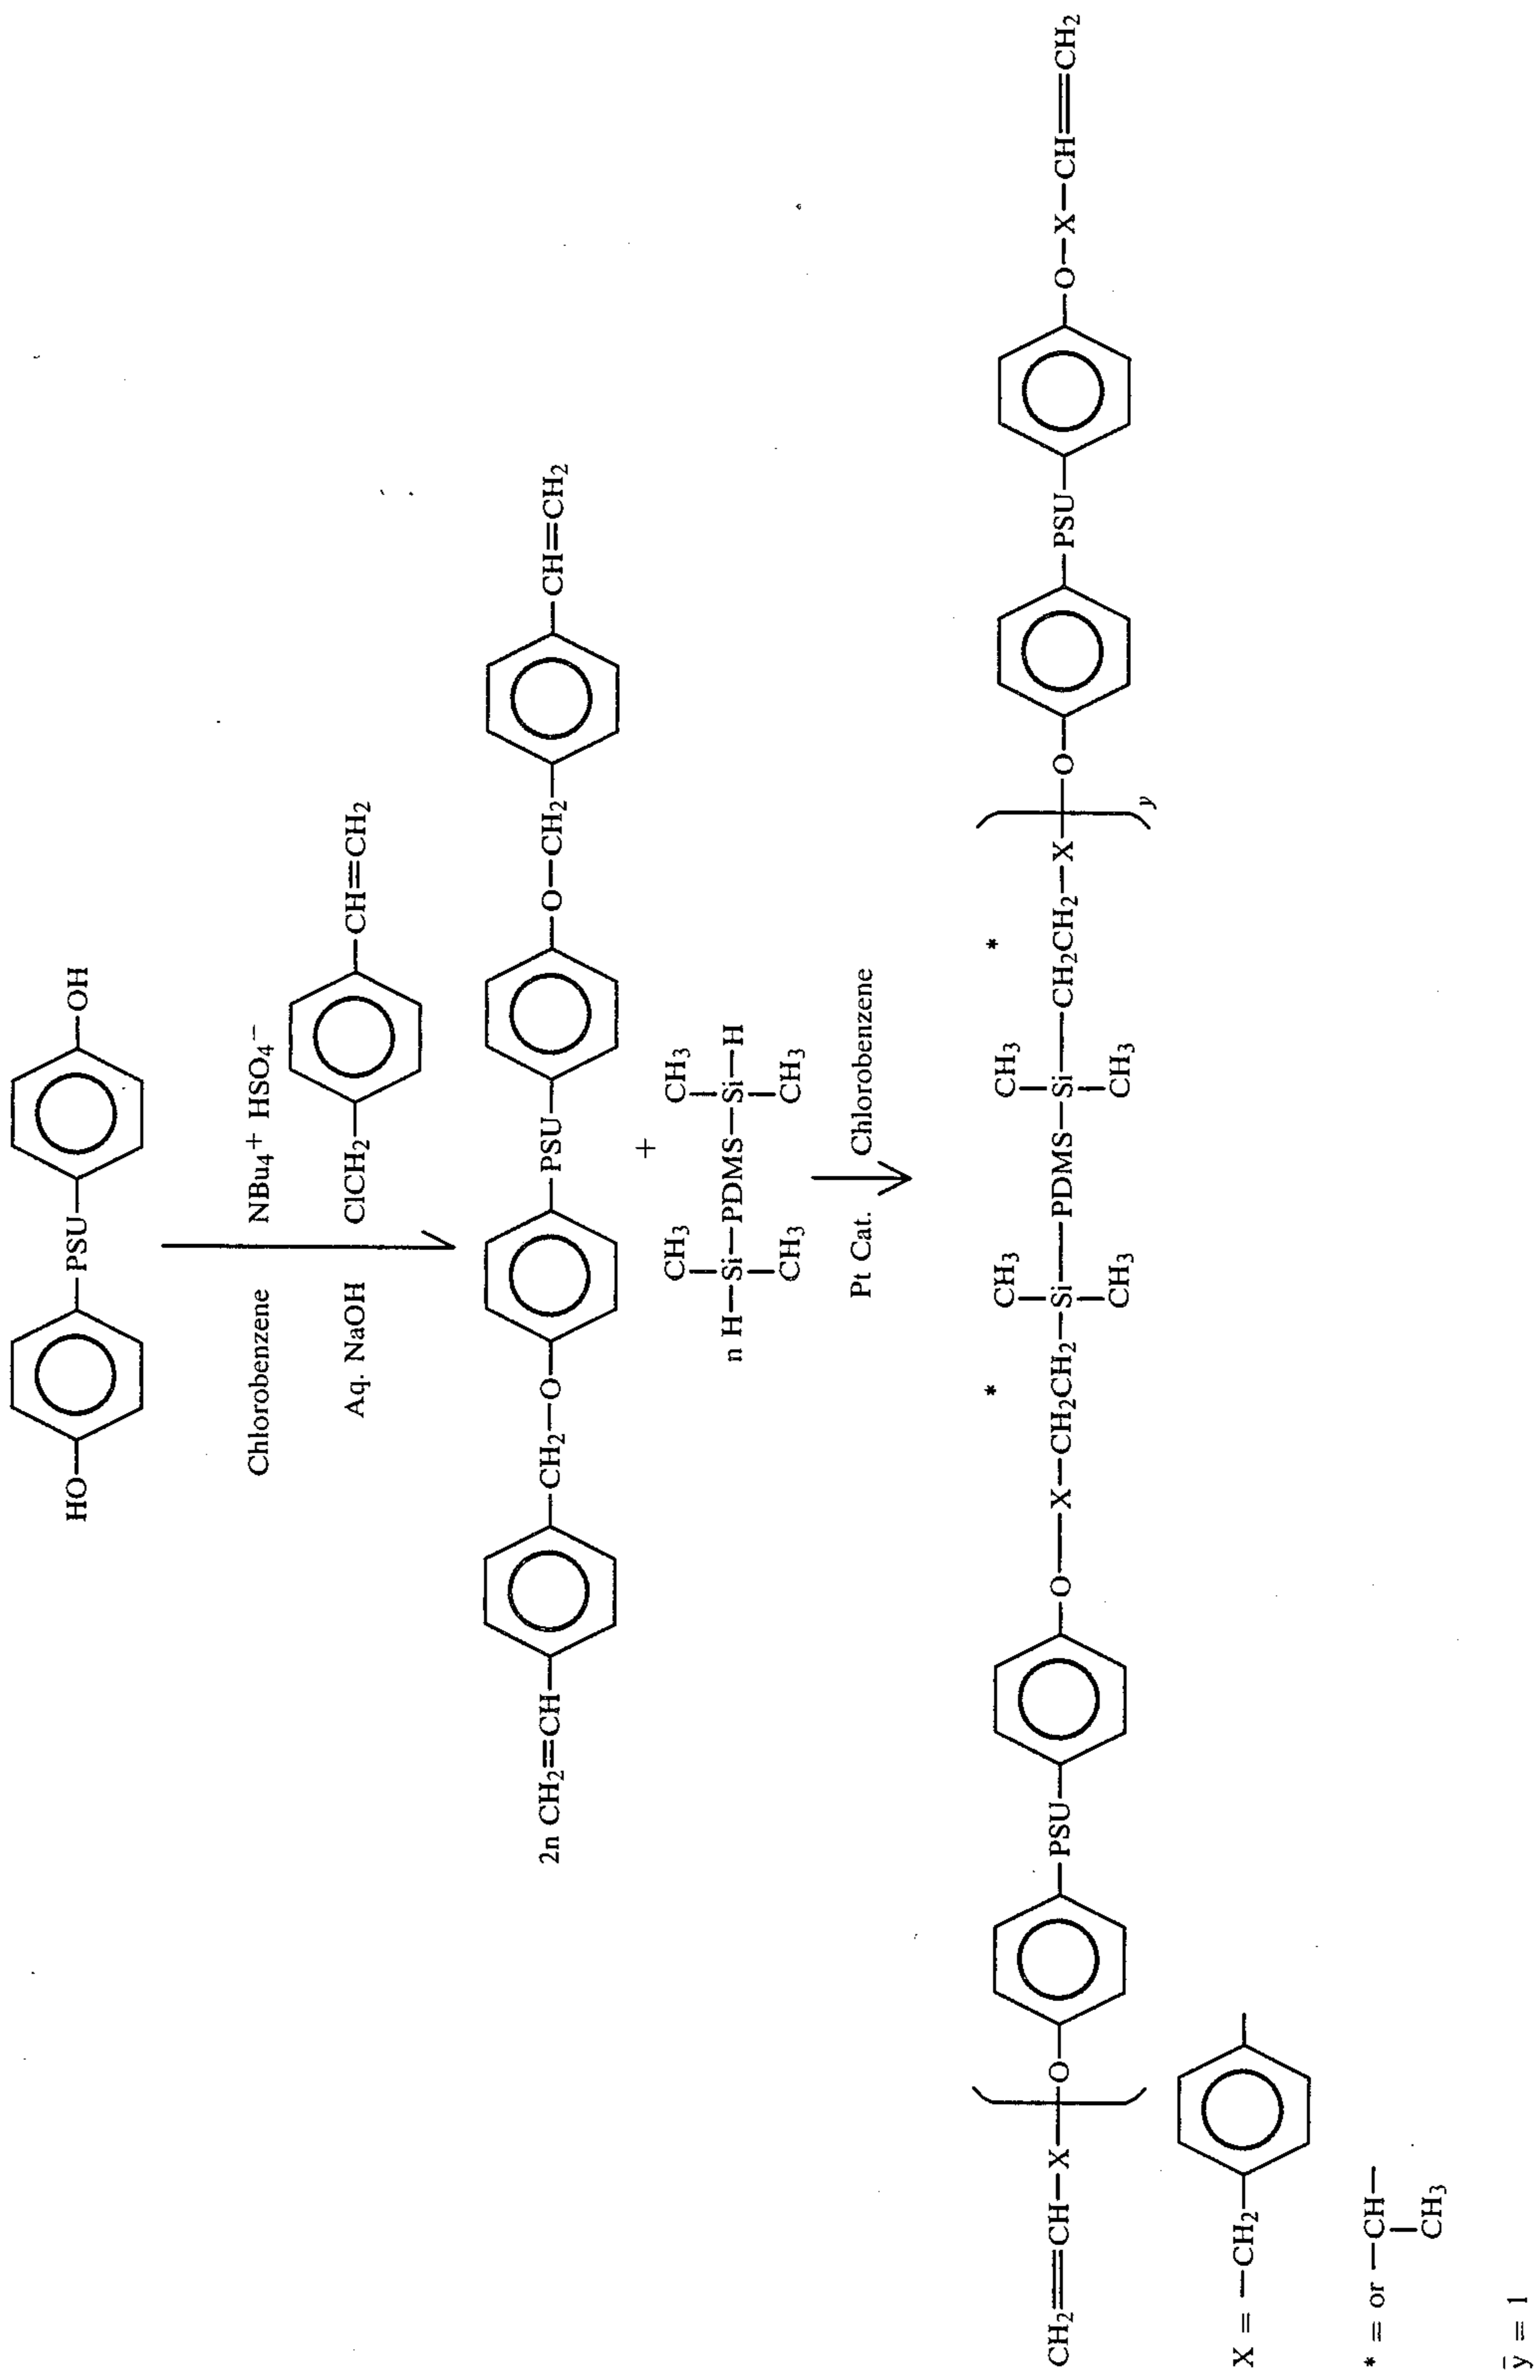 HO—PSU—OH
Chlorobenzene NBu4+ HSO4−
Aq. NaOH ClCH2—CH=CH2
2n CH2=CH—CH2—O—PSU—O—CH2—CH=CH2
+
CH3 CH3
n H—Si—PDMS—Si—H
CH3 CH3
Pt Cat. Chlorobenzene
CH3 * CH3 *
CH2=CH—X—(O—PSU—O—X—CH2CH2—Si—PDMS—Si—CH2CH2—X)y—O—PSU—O—X—CH=CH2
CH3 CH3
X = —CH2—
* = or —CH—
CH3
ȳ = 1